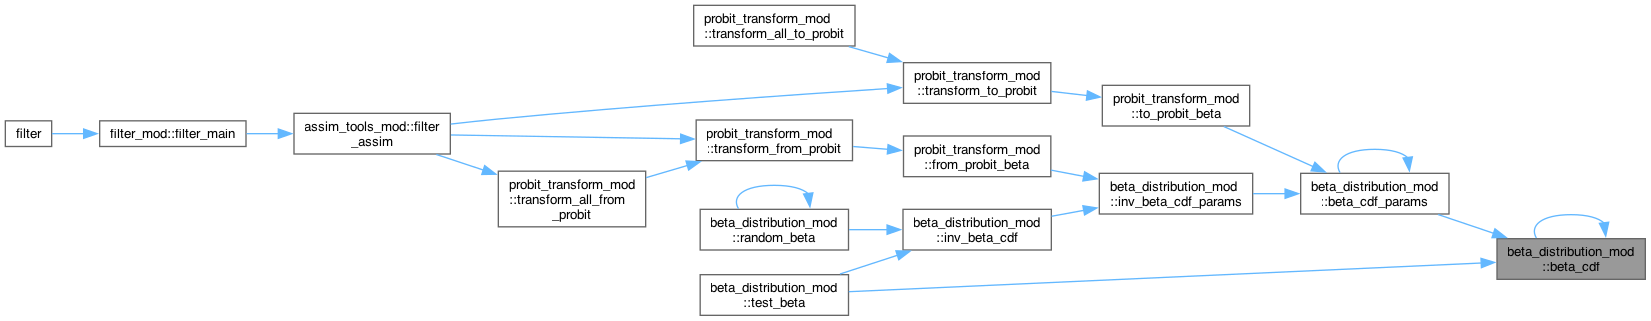 probit_transform_mod
::transform_all_to_probit
probit_transform_mod
::transform_to_probit
probit_transform_mod
::to_probit_beta
filter
filter_mod::filter_main
assim_tools_mod::filter
_assim
probit_transform_mod
::transform_from_probit
probit_transform_mod
::from_probit_beta
probit_transform_mod
::transform_all_from
_probit
beta_distribution_mod
::inv_beta_cdf_params
beta_distribution_mod
::beta_cdf_params
beta_distribution_mod
::random_beta
beta_distribution_mod
::inv_beta_cdf
beta_distribution_mod
::beta_cdf
beta_distribution_mod
::test_beta